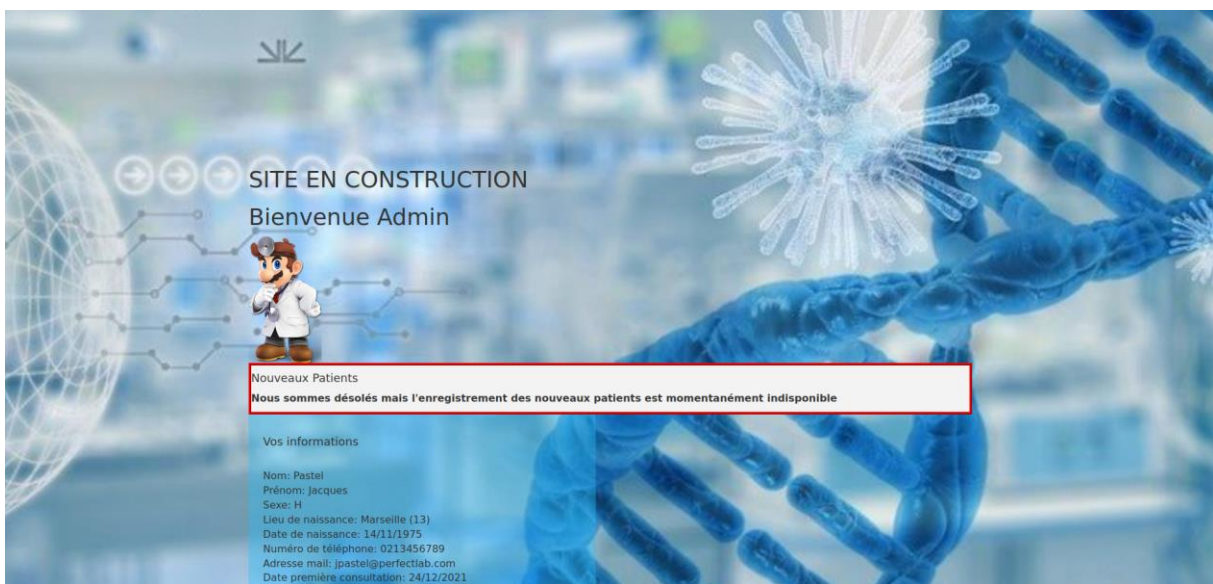 SITE EN CONSTRUCTION
Bienvenue Admin
Nouveaux Patients
Nous sommes désolés mais l'enregistrement des nouveaux patients est momentanément indisponible
Vos informations
Nom: Pastel
Prénom: Jacques
Sexe: H
Lieu de naissance: Marseille (13)
Date de naissance: 14/11/1975
Numéro de téléphone: 0213456789
Adresse mail: jpastel@perfectlab.com
Date première consultation: 24/12/2021